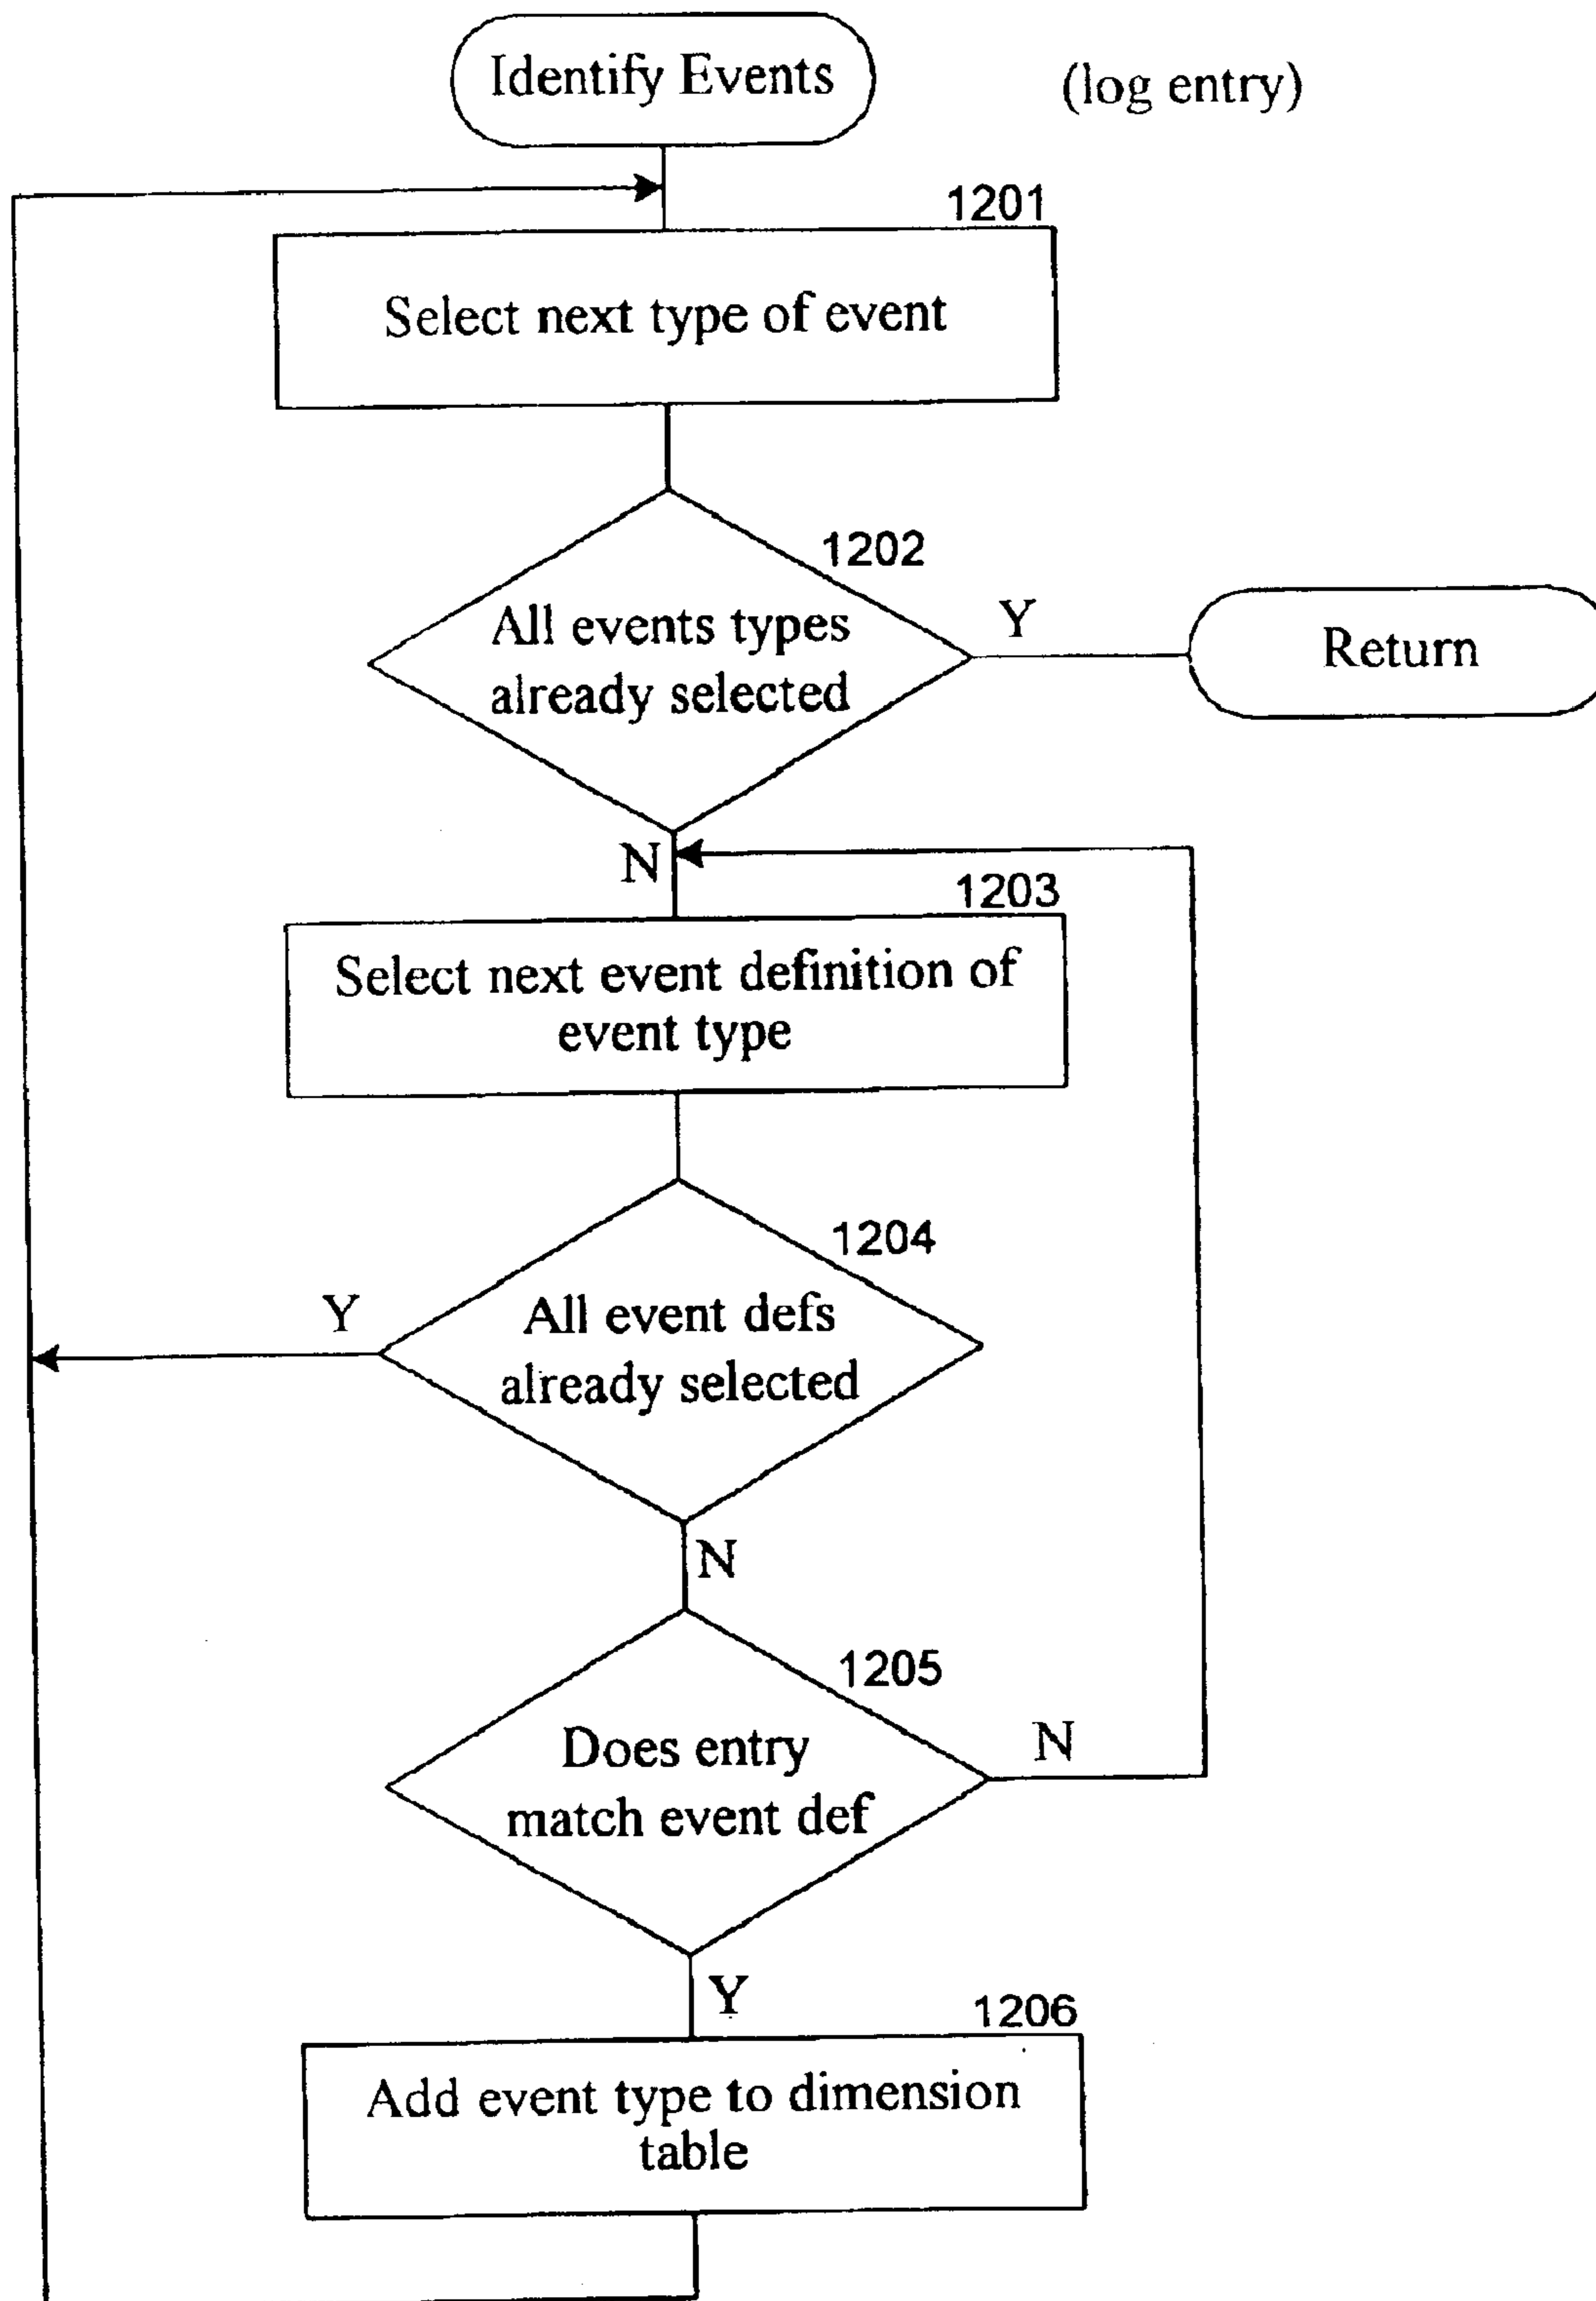 Identify Events
(log entry)
1201
Select next type of event
1202
All events types
already selected
Y
Return
N
1203
Select next event definition of
event type
1204
All event defs
already selected
Y
N
1205
Does entry
match event def
N
Y
1206
Add event type to dimension
table